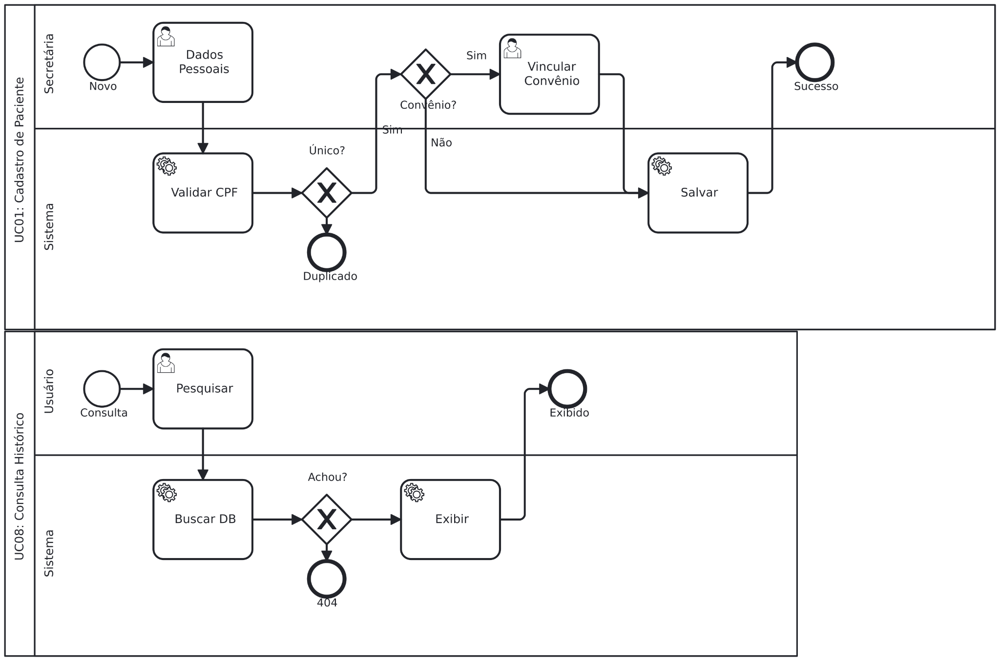 UC01: Cadastro de Paciente
Secretária
Novo
Dados
Pessoais
Convênio?
Sim
Vincular
Convênio
Sucesso
Sistema
Validar CPF
Único?
Sim
Não
Duplicado
Salvar
UC08: Consulta Histórico
Usuário
Consulta
Pesquisar
Exibido
Sistema
Buscar DB
Achou?
Exibir
404